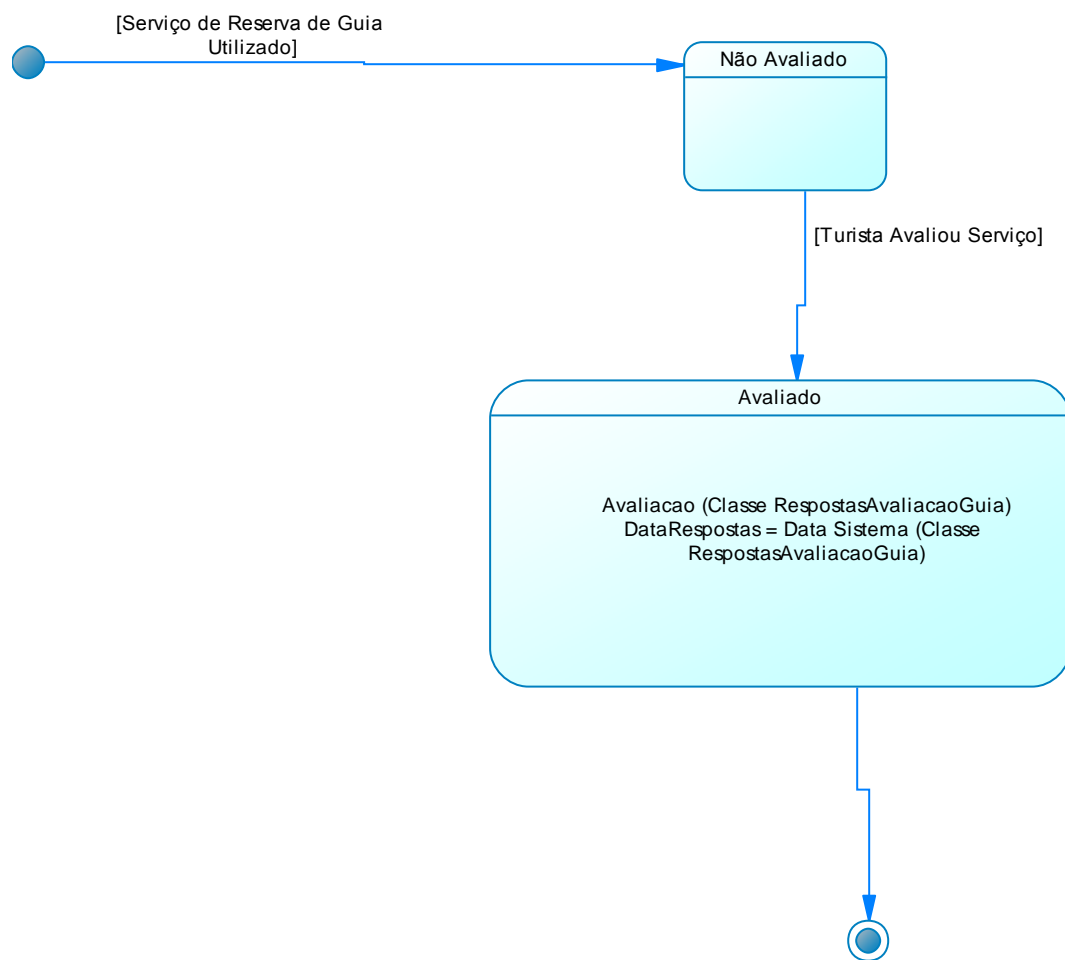 [Serviço de Reserva de Guia
Utilizado]
Não Avaliado
[Turista Avaliou Serviço]
Avaliado
Avaliacao (Classe RespostasAvaliacaoGuia)
DataRespostas = Data Sistema (Classe
RespostasAvaliacaoGuia)